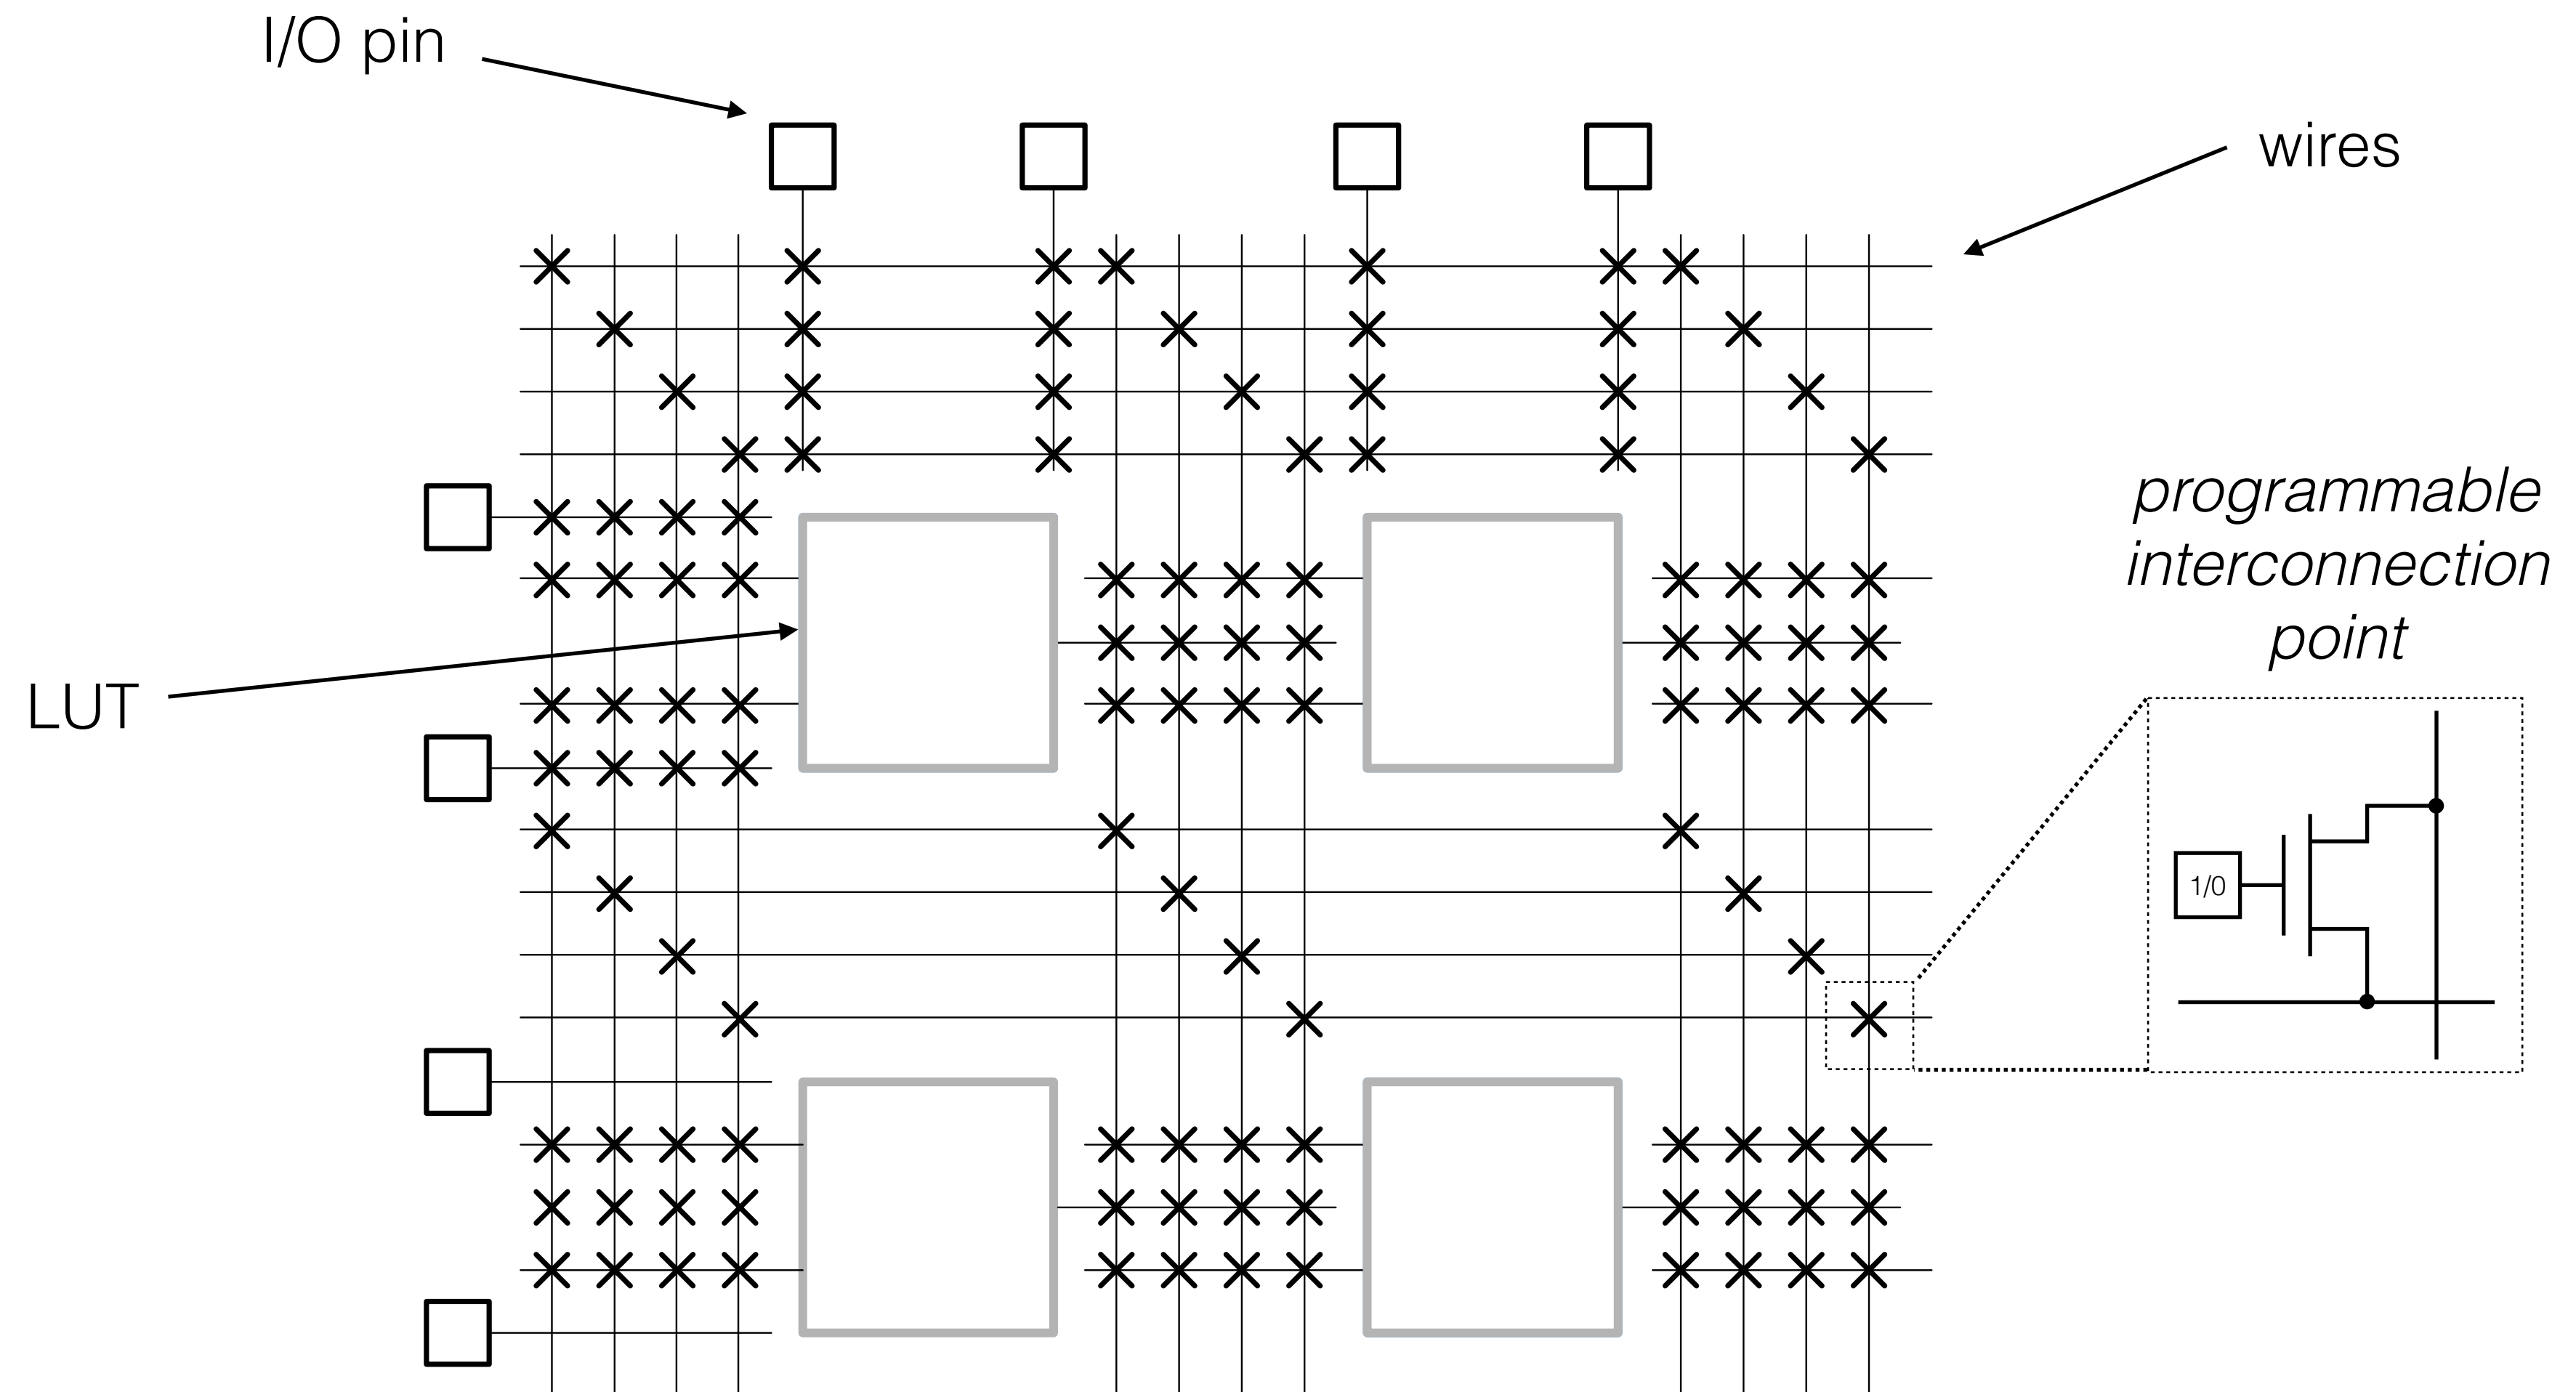 I/O pin
wires
programmable
interconnection
point
LUT
1/0